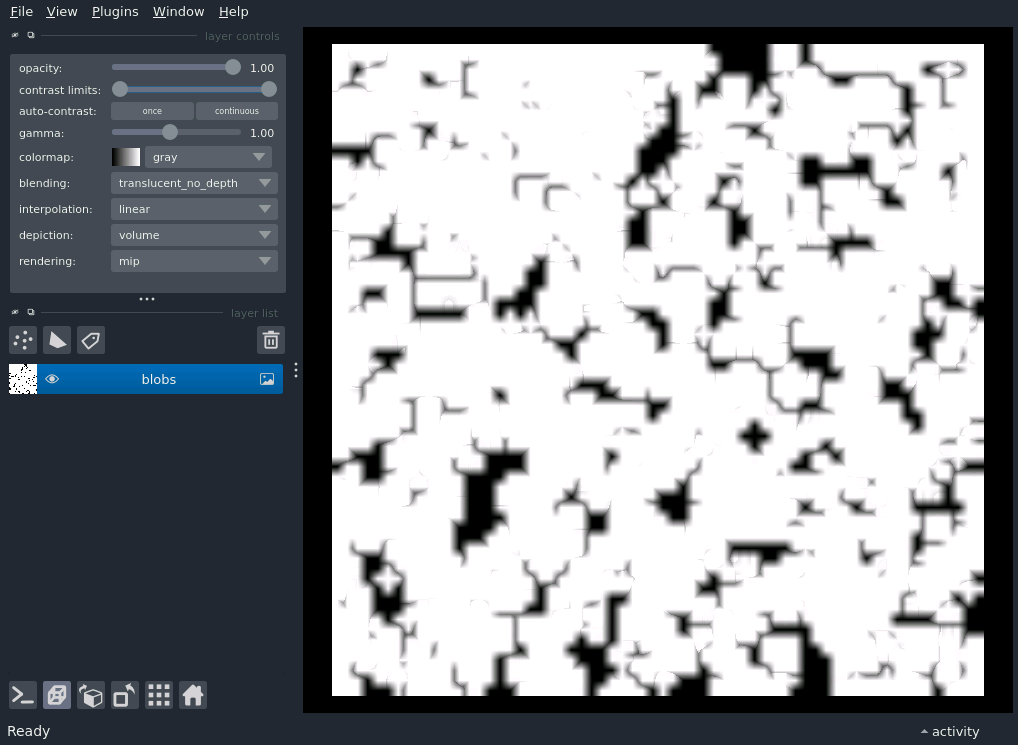 File View Plugins Window Help
layer controls
opacity: 1.00
contrast limits:
auto-contrast: once continuous
gamma: 1.00
colormap: gray
blending: translucent_no_depth
interpolation: linear
depiction: volume
rendering: mip
layer list
blobs
Ready
activity